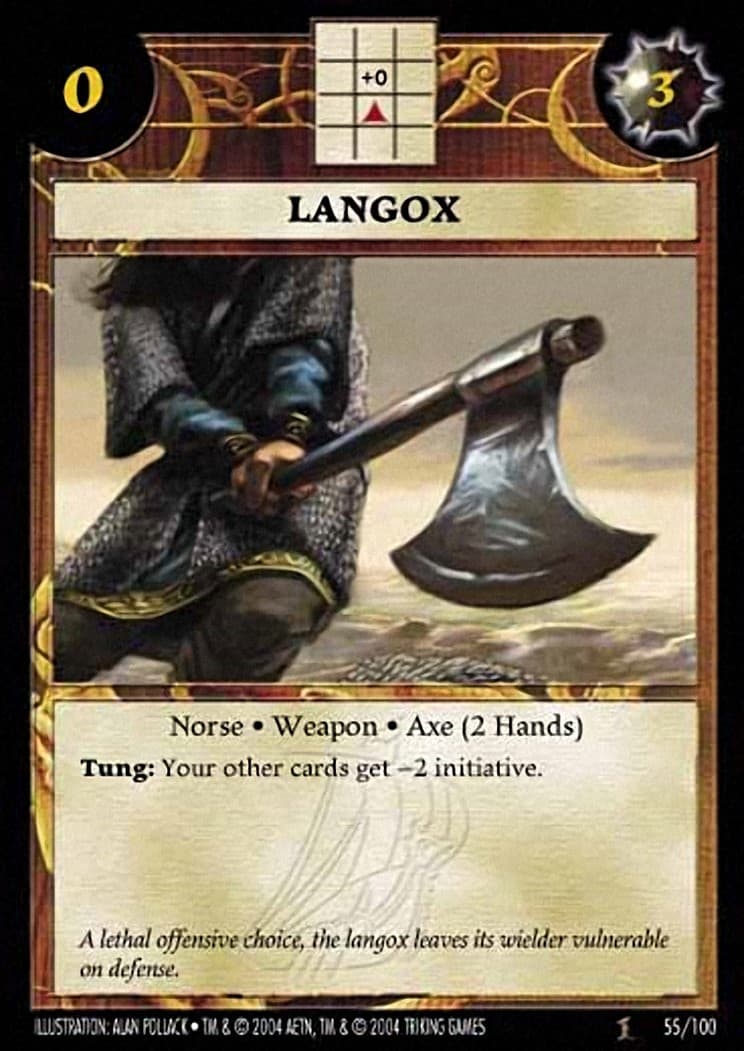 0
+0
3
LANGOX
Norse • Weapon • Axe (2 Hands)
Tung: Your other cards get –2 initiative.
A lethal offensive choice, the langox leaves its wielder vulnerable
on defense.
ILLUSTRATION: ALAN POLLACK • TM & © 2004 AETN, TM & © 2004 TRIKING GAMES
55/100